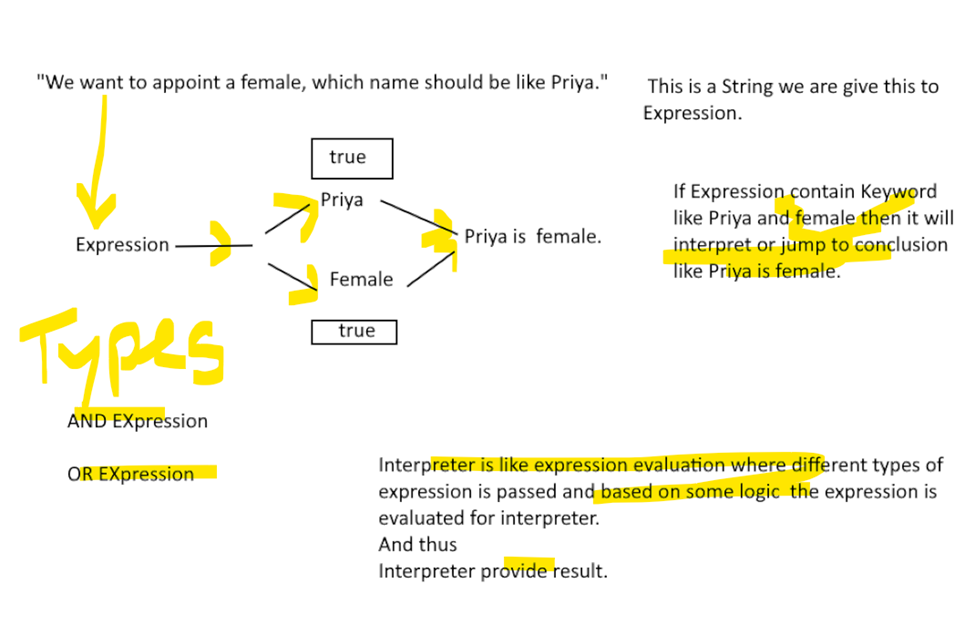 "We want to appoint a female, which name should be like Priya."
This is a String we are give this to
Expression.
true
Priya
If Expression contain Keyword
like Priya and female then it will
interpret or jump to conclusion
like Priya is female.
Expression
Priya is female.
Female
true
Types
AND EXpression
OR EXpression
Interpreter is like expression evaluation where different types of
expression is passed and based on some logic the expression is
evaluated for interpreter.
And thus
Interpreter provide result.